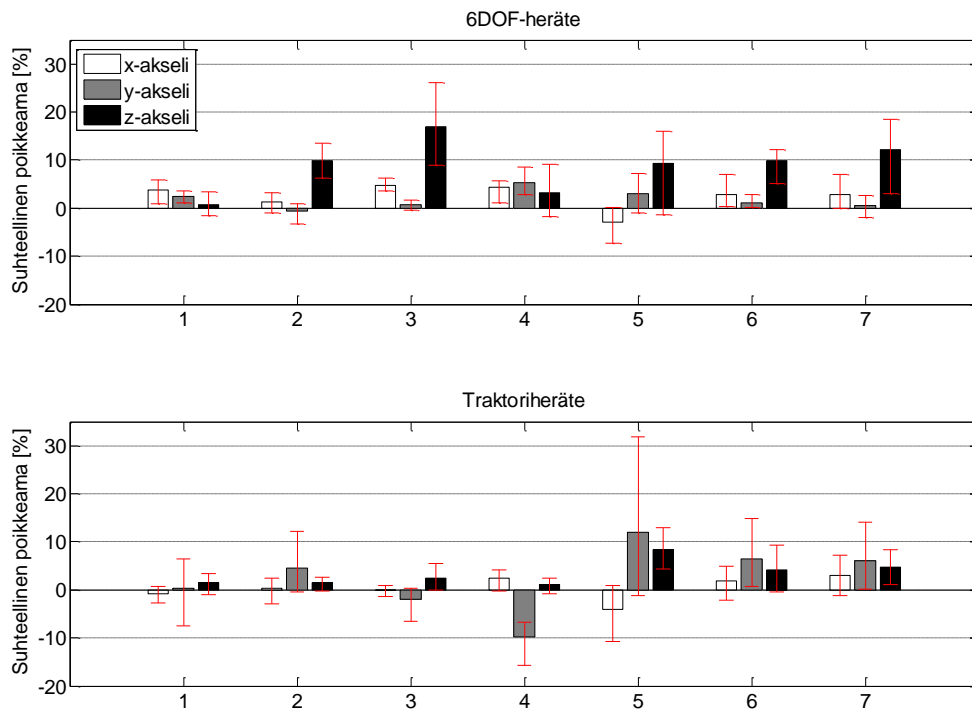 6DOF-heräte
Suhteellinen poikkeama [%]
30
20
10
0
-10
-20
x-akseli
y-akseli
z-akseli
1 2 3 4 5 6 7
Traktoriheräte
Suhteellinen poikkeama [%]
30
20
10
0
-10
-20
1 2 3 4 5 6 7